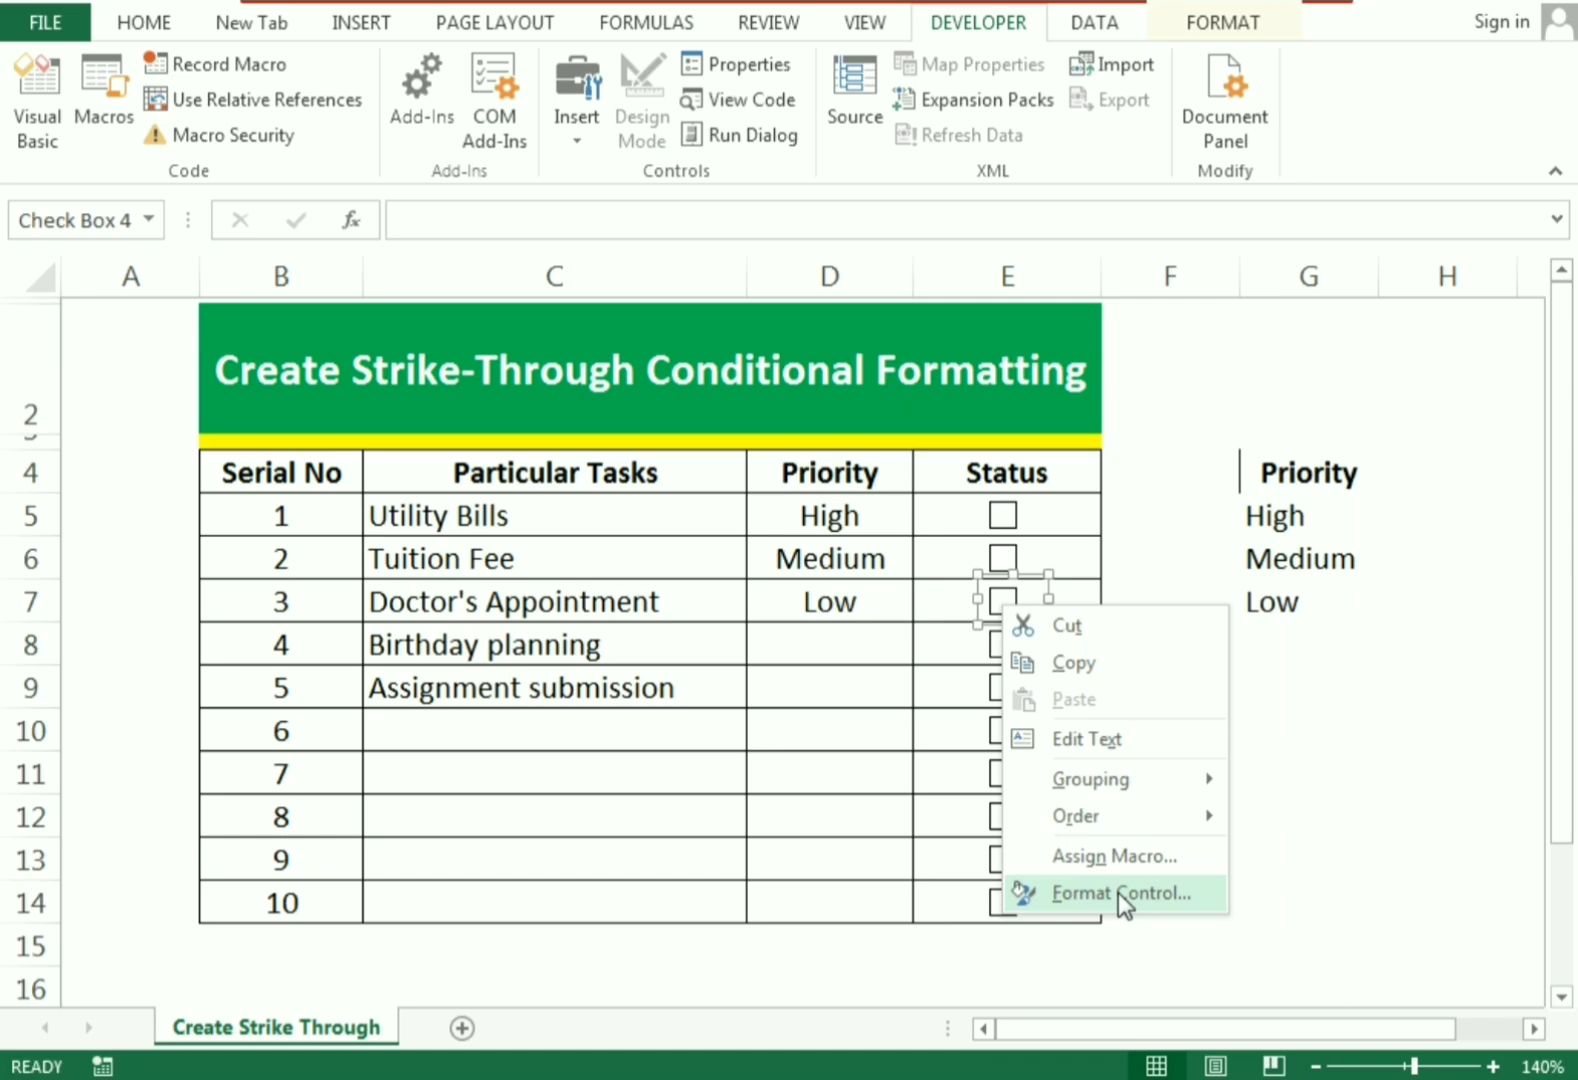 FILE HOME New Tab INSERT PAGE LAYOUT FORMULAS REVIEW VIEW DEVELOPER DATA FORMAT Sign in
Visual Basic
Macros
Record Macro
Use Relative References
Macro Security
Code
Add-Ins
COM Add-Ins
Add-Ins
Insert
Design Mode
Properties
View Code
Run Dialog
Controls
Source
Map Properties
Expansion Packs
Refresh Data
Import
Export
XML
Document Panel
Modify
Check Box 4 fx
A B C D E F G H
Create Strike-Through Conditional Formatting
2
4 Serial No Particular Tasks Priority Status Priority
5 1 Utility Bills High High
6 2 Tuition Fee Medium Medium
7 3 Doctor's Appointment Low Low
8 4 Birthday planning
9 5 Assignment submission
10 6
11 7
12 8
13 9
14 10
15
16
Cut
Copy
Paste
Edit Text
Grouping
Order
Assign Macro...
Format Control...
Create Strike Through
READY 140%